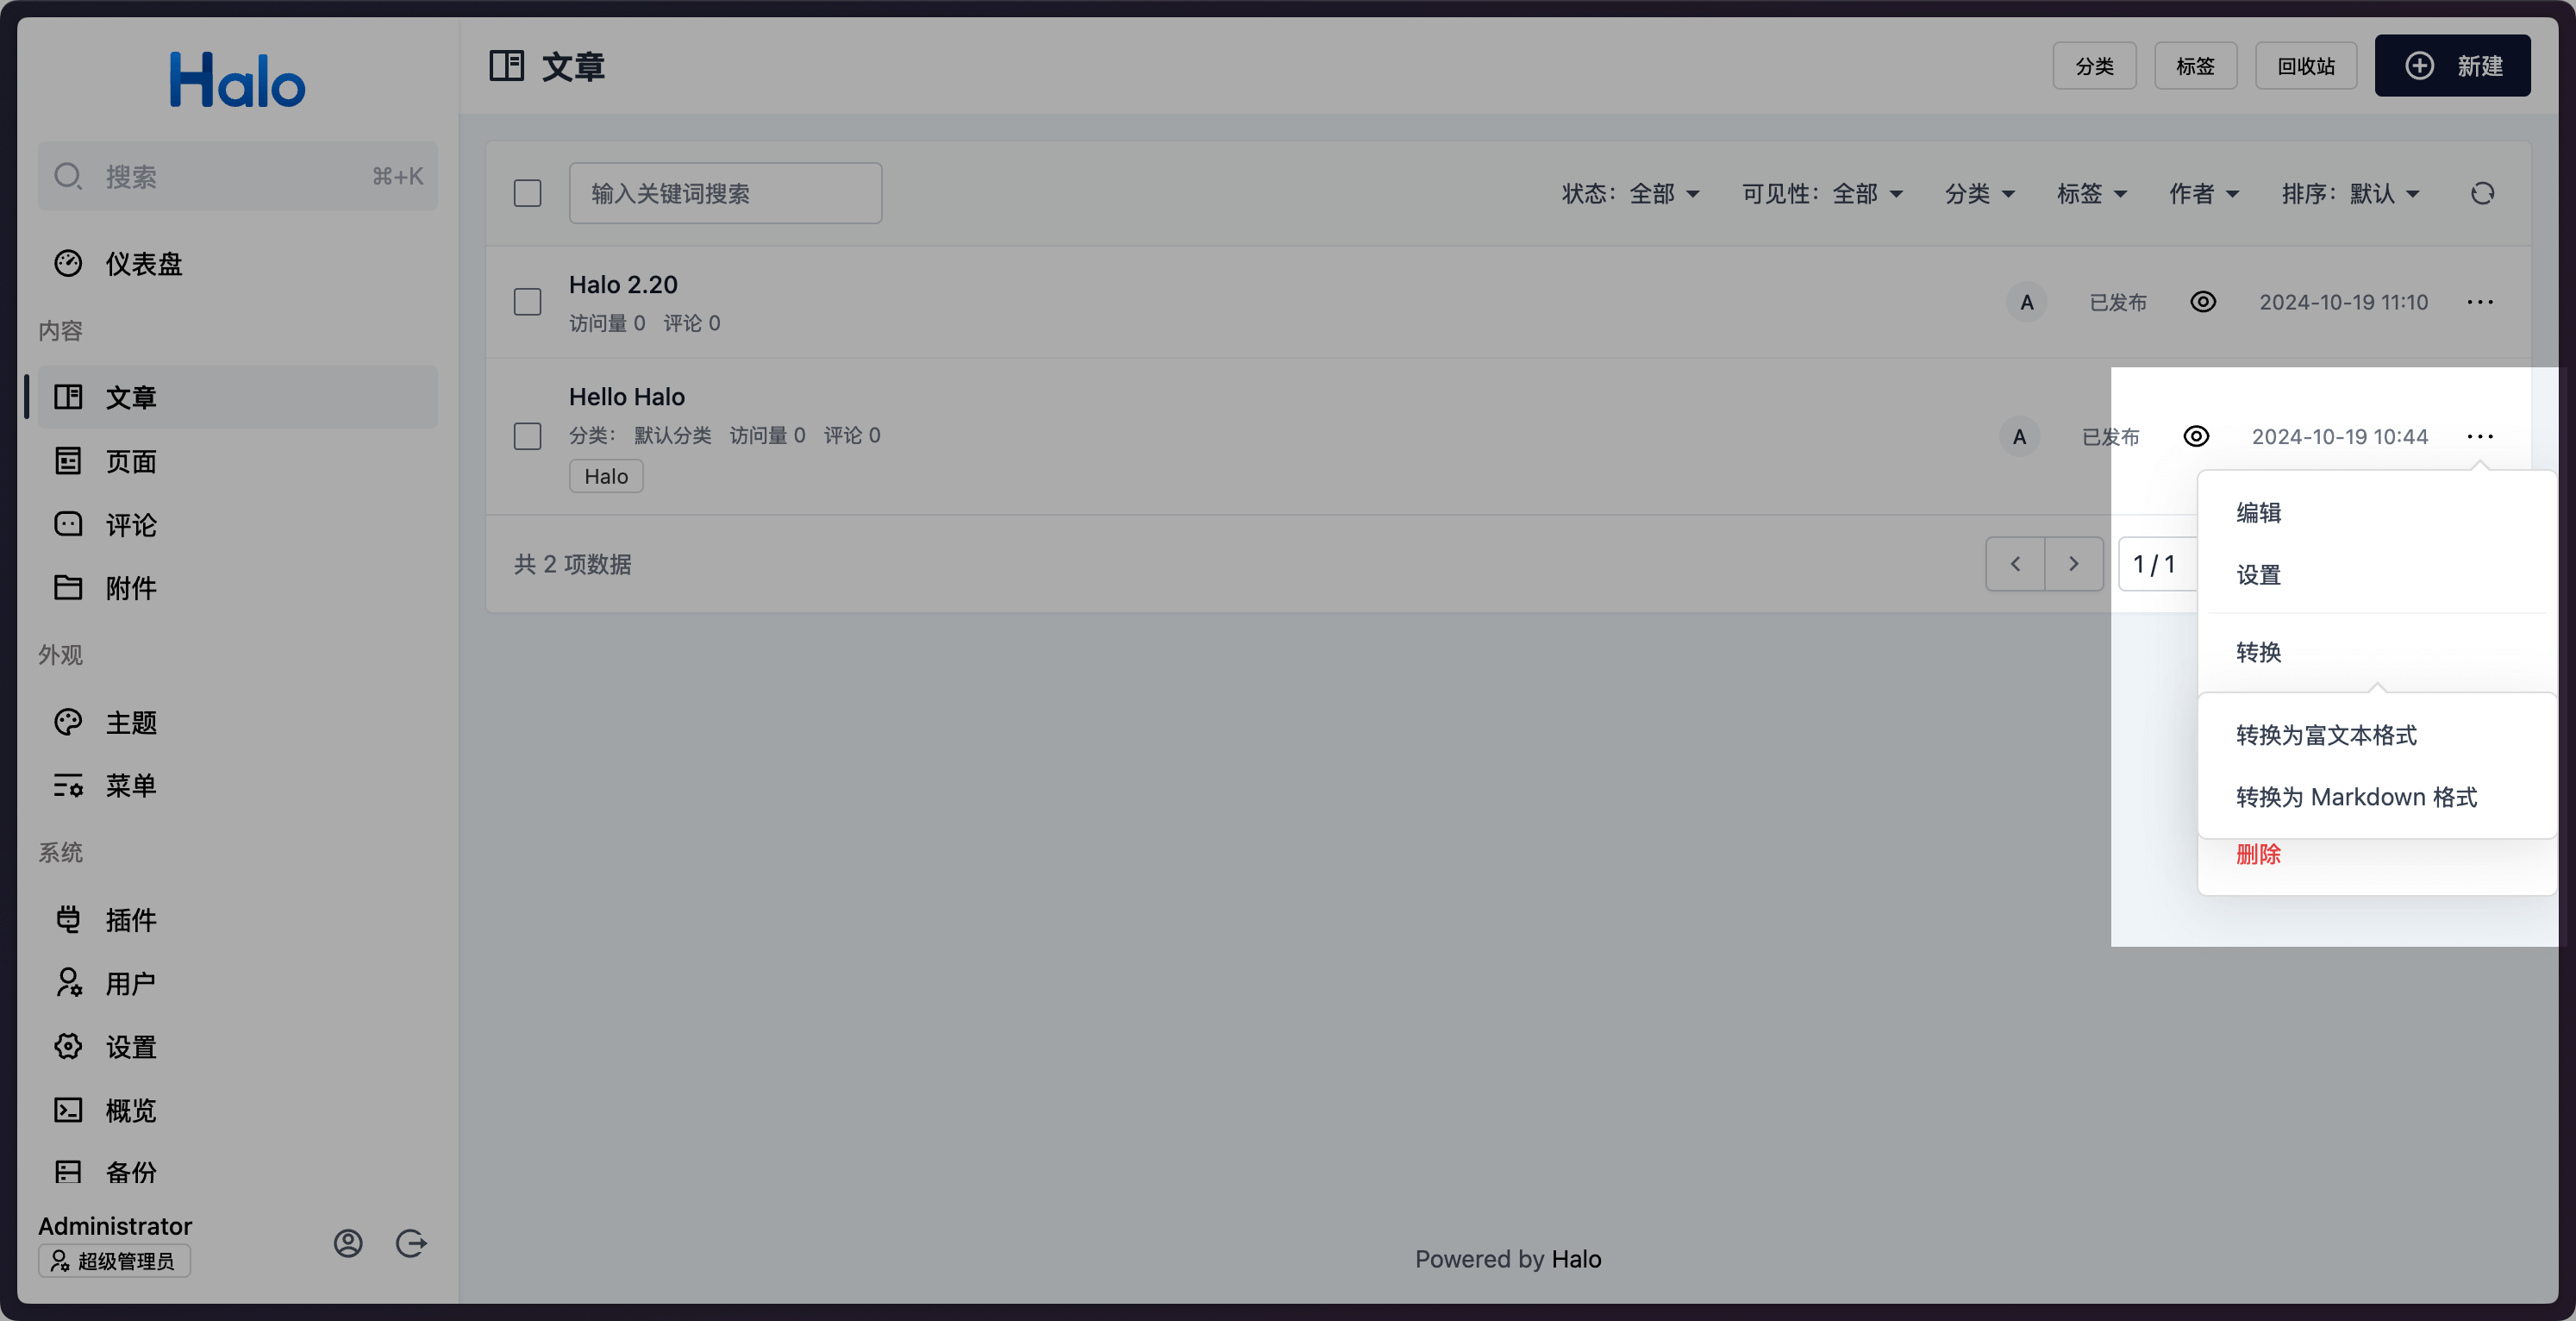 Halo
搜索 ⌘+K
仪表盘
内容
文章
页面
评论
附件
外观
主题
菜单
系统
插件
用户
设置
概览
备份
Administrator
超级管理员
文章
分类 标签 回收站 新建
输入关键词搜索 状态：全部 可见性：全部 分类 标签 作者 排序：默认
Halo 2.20
访问量 0 评论 0
A 已发布 2024-10-19 11:10
Hello Halo
分类： 默认分类 访问量 0 评论 0
Halo
A 已发布 2024-10-19 10:44
共 2 项数据 1 / 1
编辑
设置
转换
转换为富文本格式
转换为 Markdown 格式
删除
Powered by Halo